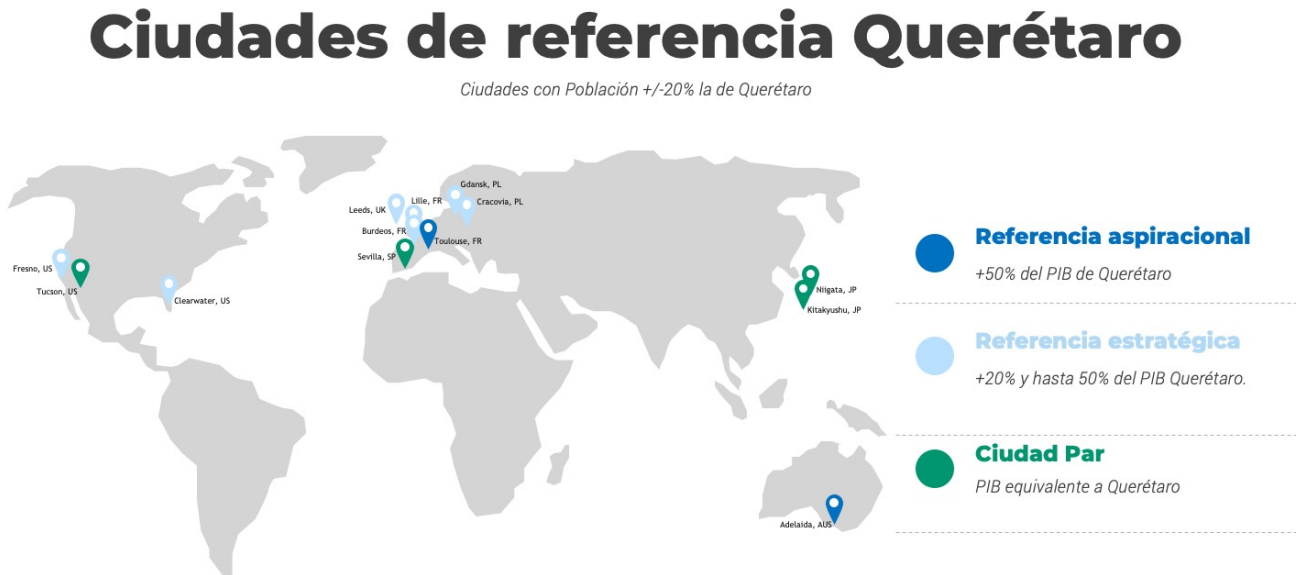 Ciudades de referencia Querétaro
Ciudades con Población +/-20% la de Querétaro
Gdansk, PL
Lille, FR
Cracovia, PL
Leeds, UK
Burdeos, FR
Toulouse, FR
Sevilla, SP
Fresno, US
Tucson, US
Clearwater, US
Niigata, JP
Kitakyushu, JP
Adelaida, AUS
Referencia aspiracional
+50% del PIB de Querétaro
Referencia estratégica
+20% y hasta 50% del PIB Querétaro.
Ciudad Par
PIB equivalente a Querétaro